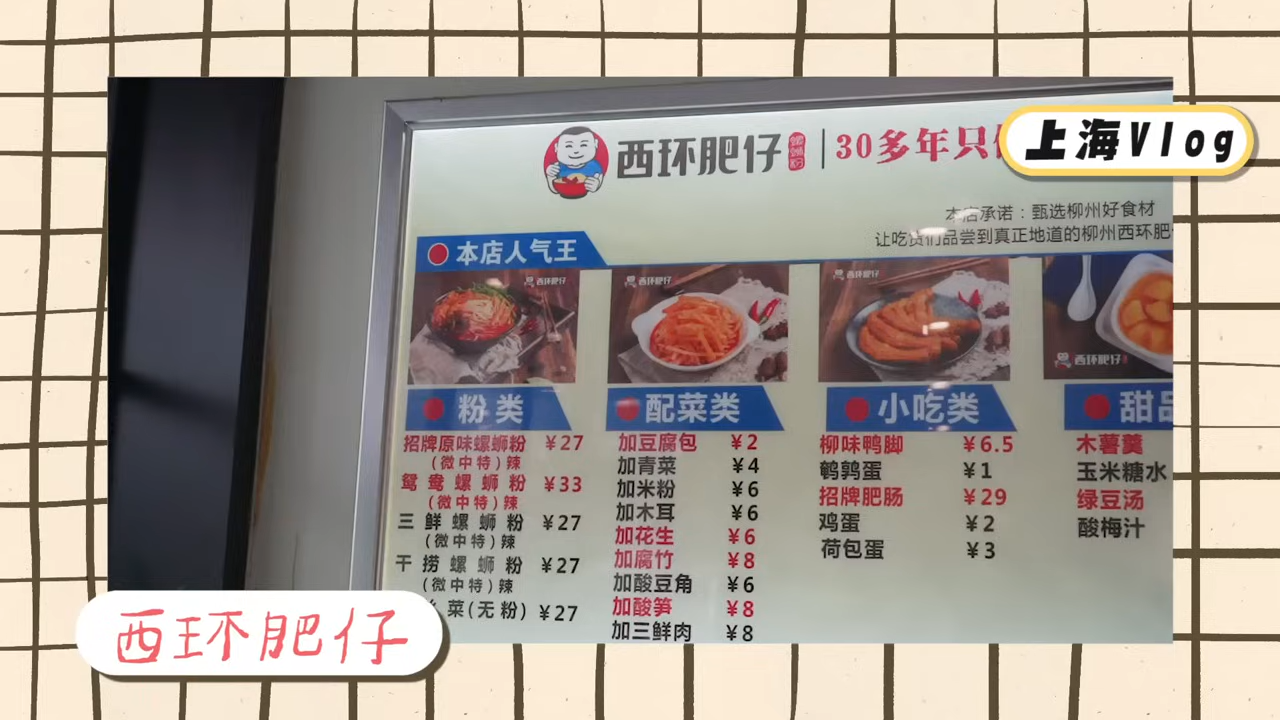 上海Vlog
西环肥仔
30多年只
本店承诺：甄选柳州好食材
让吃货们品尝到真正地道的柳州西环肥
本店人气王
西环肥仔
西环肥仔
西环肥仔
粉类
招牌原味螺蛳粉 ¥27
(微中特)辣
鸳鸯螺蛳粉 ¥33
(微中特)辣
三鲜螺蛳粉 ¥27
(微中特)辣
干捞螺蛳粉 ¥27
(微中特)辣
菜(无粉) ¥27
配菜类
加豆腐包 ¥2
加青菜 ¥4
加米粉 ¥6
加木耳 ¥6
加花生 ¥6
加腐竹 ¥8
加酸豆角 ¥6
加酸笋 ¥8
加三鲜肉 ¥8
小吃类
柳味鸭脚 ¥6.5
鹌鹑蛋 ¥1
招牌肥肠 ¥29
鸡蛋 ¥2
荷包蛋 ¥3
西环肥仔
甜品
木薯羹
玉米糖水
绿豆汤
酸梅汁
西环肥仔